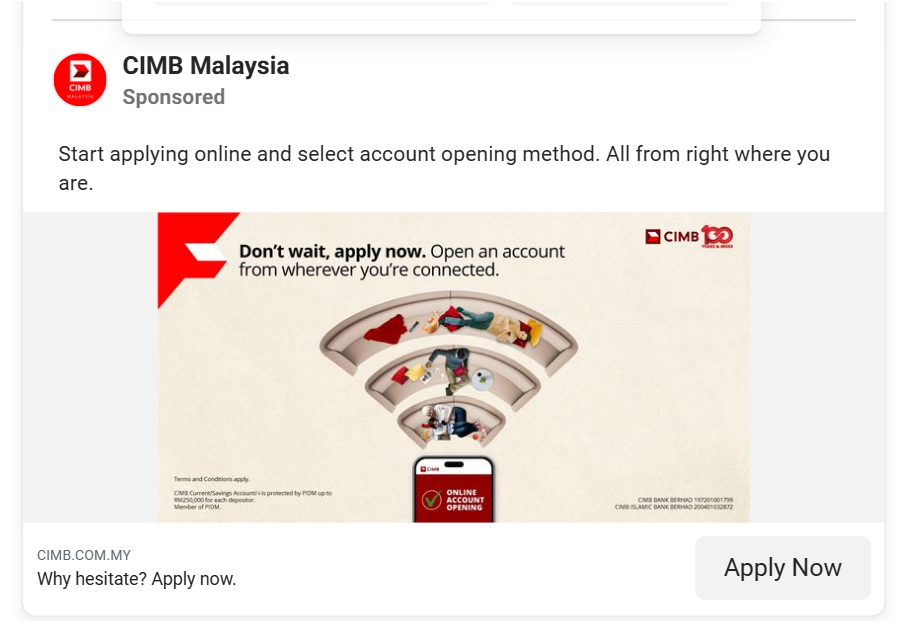 CIMB Malaysia
CIMB
MALAYSIA
Sponsored
Start applying online and select account opening method. All from right where you
are.
Don't wait, apply now. Open an account
from wherever you're connected.
CIMB 100
YEARS & MORE
CIMB
ONLINE
ACCOUNT
OPENING
Terms and Conditions apply.
CIMB Current/Savings Account/-i is protected by PIDM up to
RM250,000 for each depositor.
Member of PIDM.
CIMB BANK BERHAD 197201001799
CIMB ISLAMIC BANK BERHAD 200401032872
CIMB.COM.MY
Why hesitate? Apply now.
Apply Now